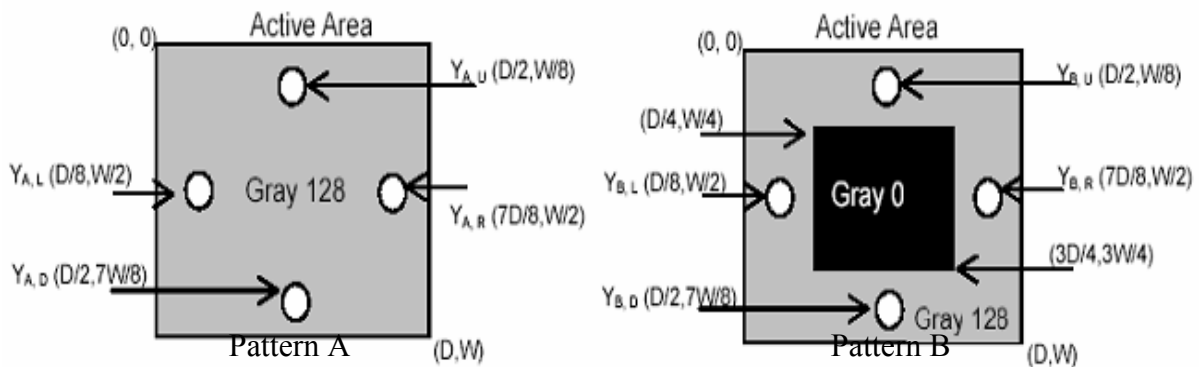 Active Area
(0, 0)
Y_A, U (D/2,W/8)
Y_A, L (D/8,W/2)
Gray 128
Y_A, R (7D/8,W/2)
Y_A, D (D/2,7W/8)
Pattern A
(D,W)
Active Area
(0, 0)
Y_B, U (D/2,W/8)
(D/4,W/4)
Y_B, L (D/8,W/2)
Gray 0
Y_B, R (7D/8,W/2)
(3D/4,3W/4)
Y_B, D (D/2,7W/8)
Gray 128
Pattern B
(D,W)